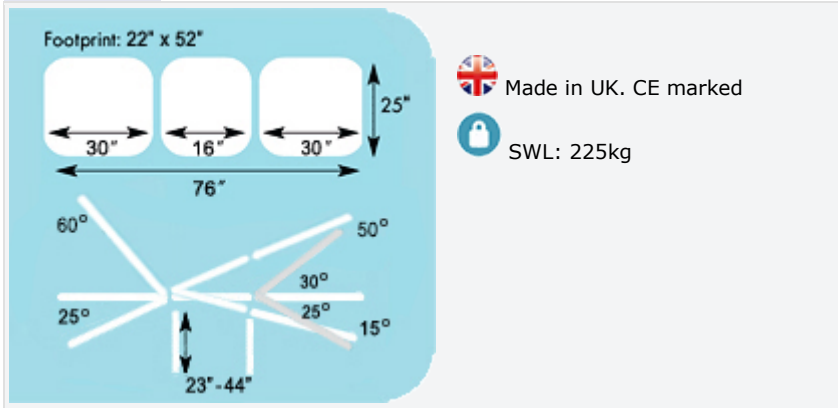 Footprint: 22" x 52"
25"
30" 16" 30"
76"
60° 50°
30°
25° 25° 15°
23"-44"
Made in UK. CE marked
SWL: 225kg